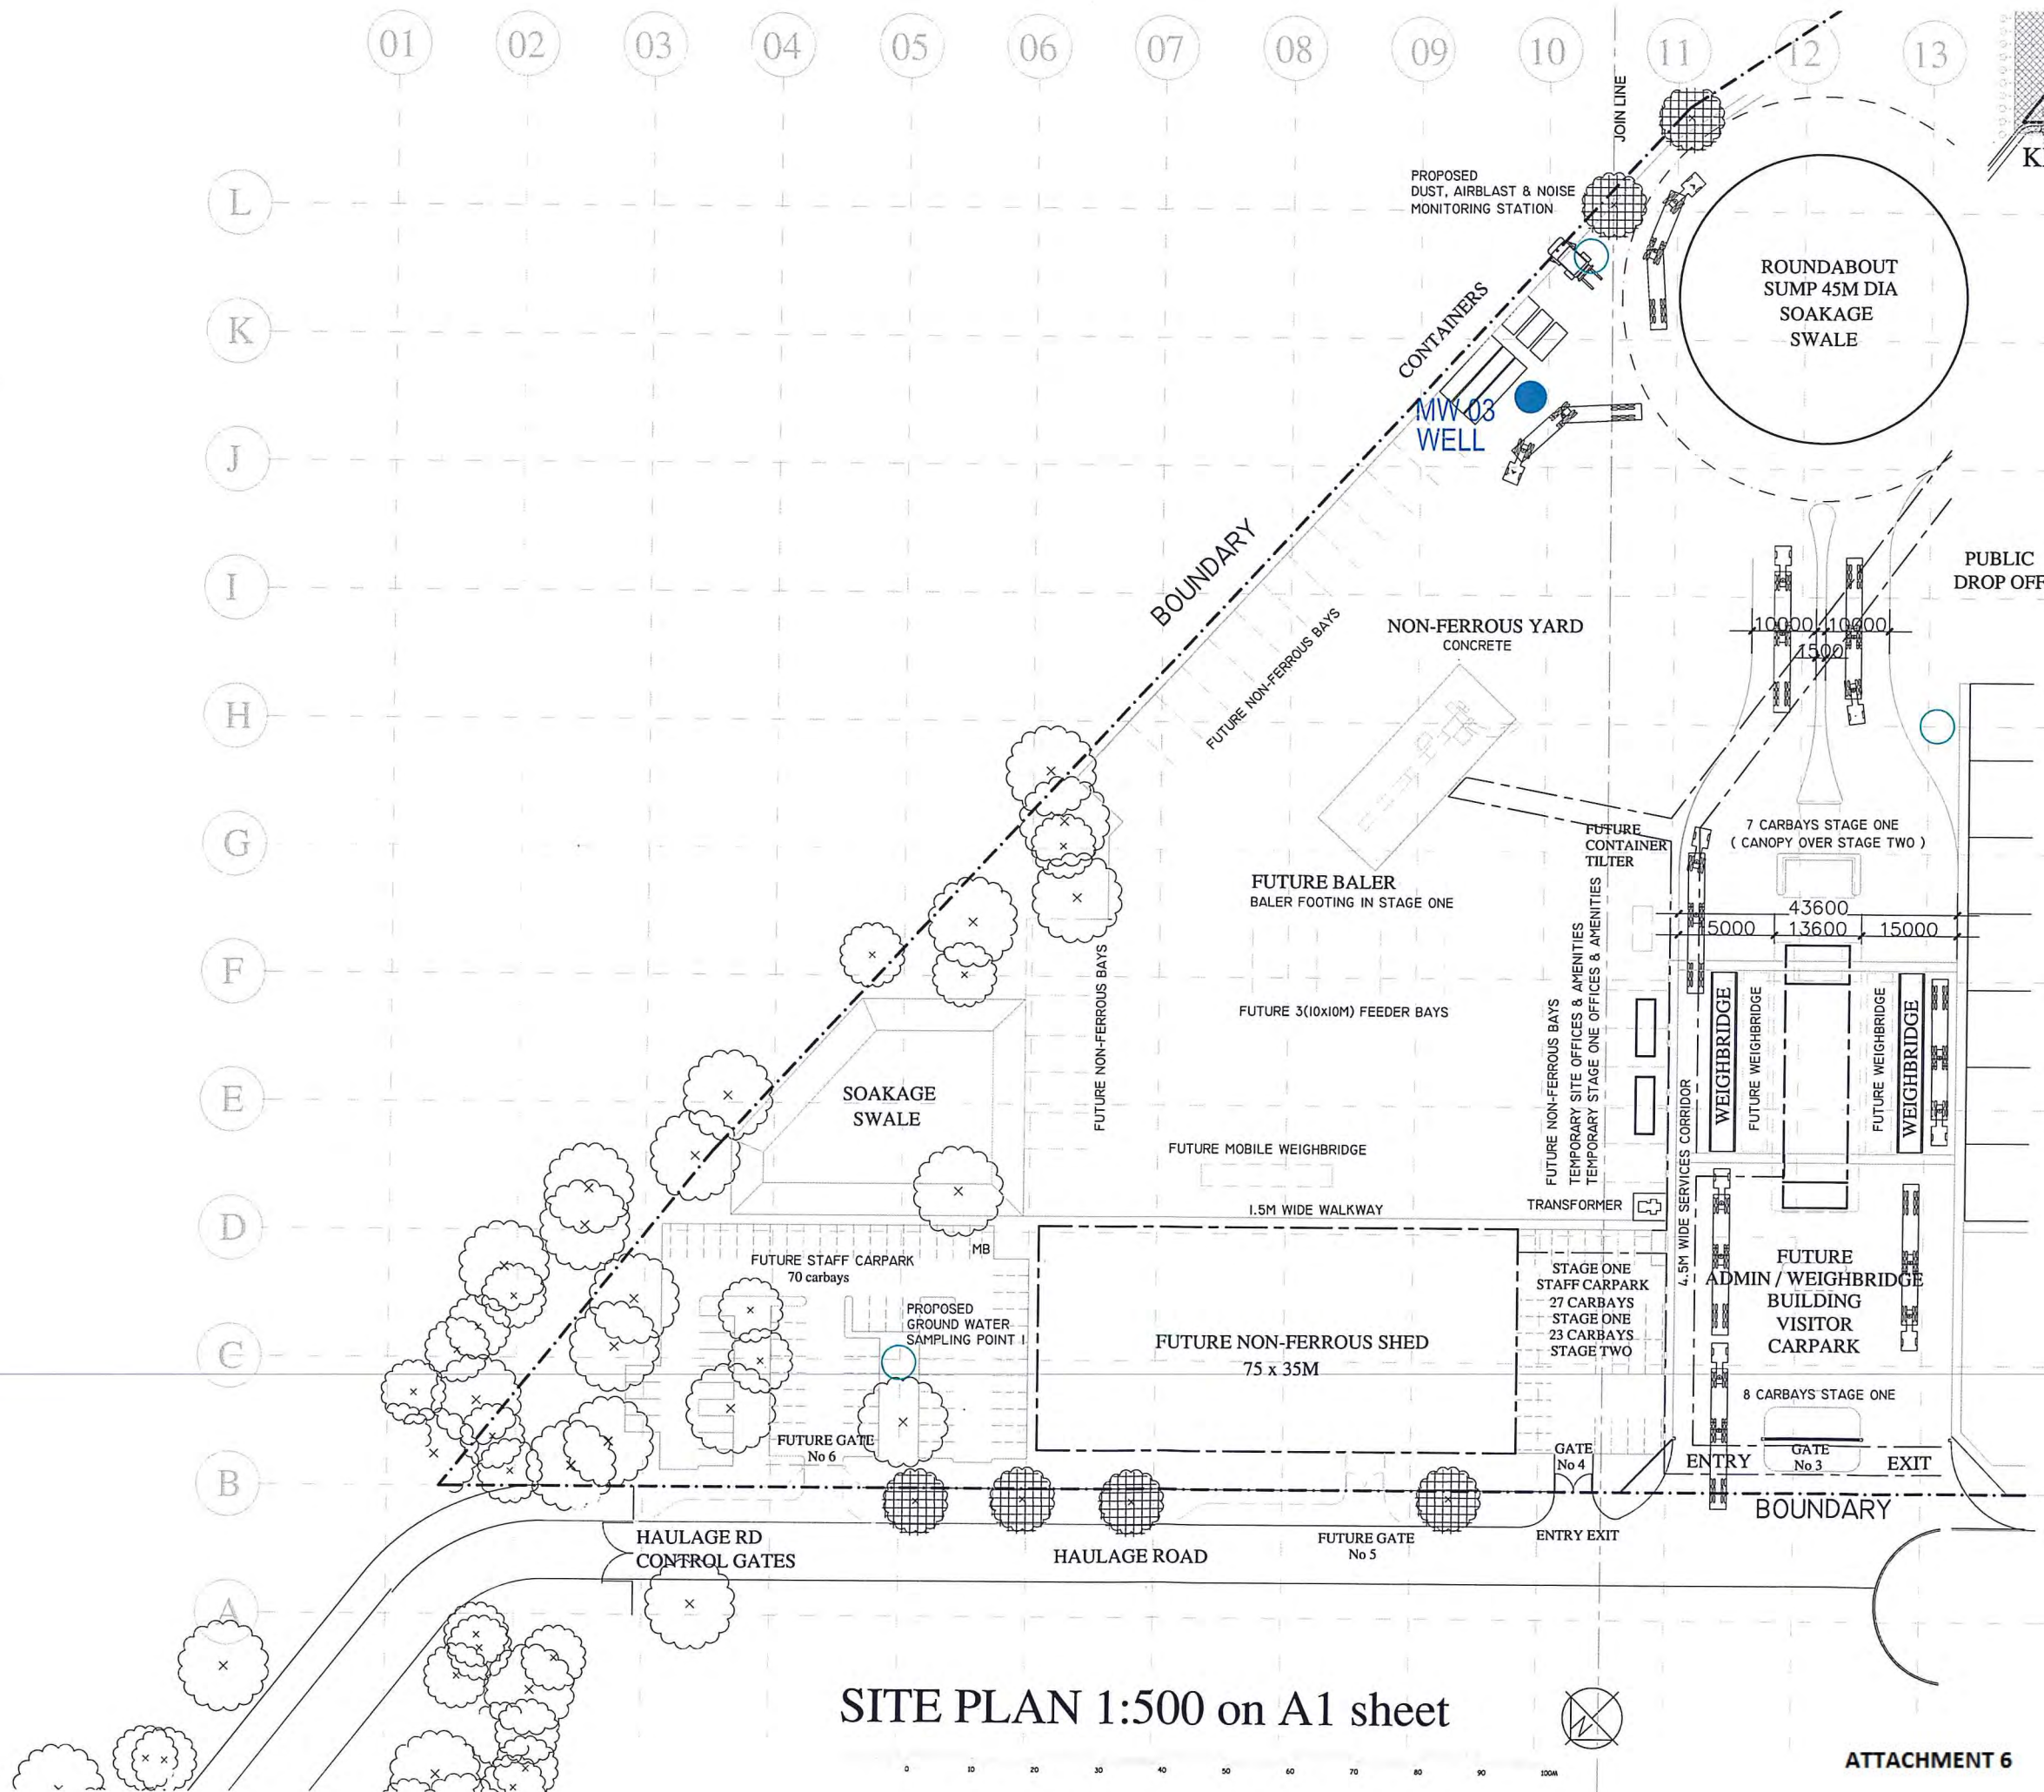 01 02 03 04 05 06 07 08 09 10 11 12 13
JOIN LINE
L
PROPOSED
DUST, AIRBLAST & NOISE
MONITORING STATION
ROUNDABOUT
SUMP 45M DIA
SOAKAGE
SWALE
K
CONTAINERS
MW 03
WELL
J
BOUNDARY
I
PUBLIC
DROP OFF
10000 10000
1500
NON-FERROUS YARD
CONCRETE
FUTURE NON-FERROUS BAYS
H
G
FUTURE
CONTAINER
TILTER
7 CARBAYS STAGE ONE
( CANOPY OVER STAGE TWO )
FUTURE BALER
BALER FOOTING IN STAGE ONE
43600
5000 13600 15000
F
FUTURE NON-FERROUS BAYS
FUTURE 3(10x10M) FEEDER BAYS
FUTURE NON-FERROUS BAYS
TEMPORARY SITE OFFICES & AMENITIES
TEMPORARY STAGE ONE OFFICES & AMENITIES
WEIGHBRIDGE
FUTURE WEIGHBRIDGE
FUTURE WEIGHBRIDGE
WEIGHBRIDGE
E
SOAKAGE
SWALE
FUTURE MOBILE WEIGHBRIDGE
4.5M WIDE SERVICES CORRIDOR
TRANSFORMER
1.5M WIDE WALKWAY
D
MB
FUTURE STAFF CARPARK
70 carbays
STAGE ONE
STAFF CARPARK
27 CARBAYS
STAGE ONE
23 CARBAYS
STAGE TWO
FUTURE
ADMIN / WEIGHBRIDGE
BUILDING
VISITOR
CARPARK
PROPOSED
GROUND WATER
SAMPLING POINT 1
C
FUTURE NON-FERROUS SHED
75 x 35M
8 CARBAYS STAGE ONE
FUTURE GATE
No 6
GATE
No 4
ENTRY
GATE
No 3
EXIT
B
BOUNDARY
HAULAGE RD
CONTROL GATES
HAULAGE ROAD
FUTURE GATE
No 5
ENTRY EXIT
A
SITE PLAN 1:500 on A1 sheet
N
0 10 20 30 40 50 60 70 80 90 100M
ATTACHMENT 6